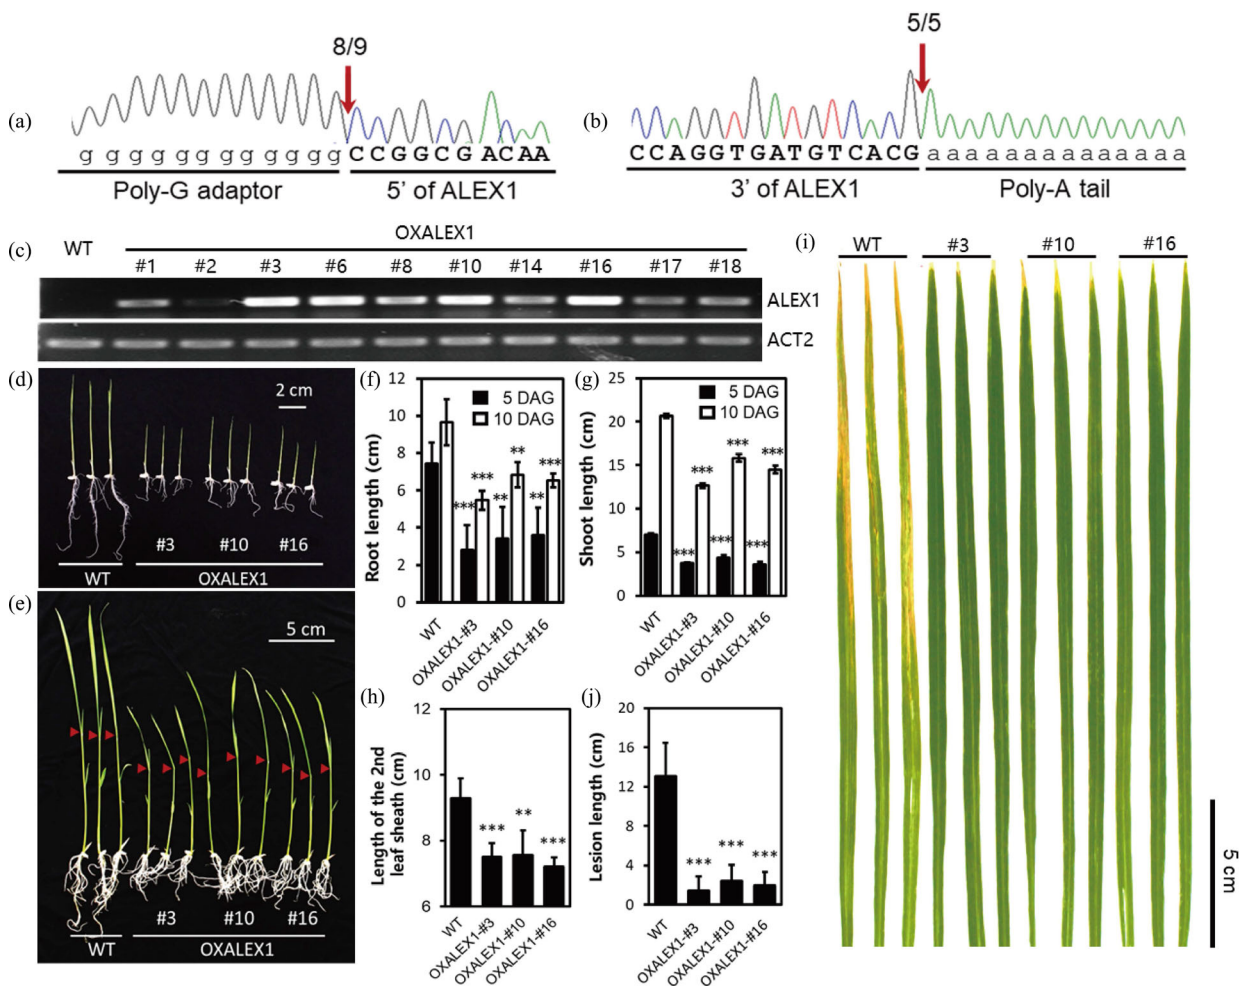 (a)
8/9
g g g g g g g g g g g g CCGGCGACAA
Poly-G adaptor 5' of ALEX1
(b)
5/5
CCAGGTGATGTCACG a a a a a a a a a a a a a
3' of ALEX1 Poly-A tail
(c)
WT OXALEX1
#1 #2 #3 #6 #8 #10 #14 #16 #17 #18
ALEX1
ACT2
(d)
2 cm
#3 #10 #16
WT OXALEX1
(e)
5 cm
#3 #10 #16
WT OXALEX1
(f)
Root length (cm)
12
10
8
6
4
2
0
5 DAG
10 DAG
*** *** ** ** ** ***
WT OXALEX1-#3 OXALEX1-#10 OXALEX1-#16
(g)
Shoot length (cm)
25
20
15
10
5
0
5 DAG
10 DAG
*** *** *** *** *** ***
WT OXALEX1-#3 OXALEX1-#10 OXALEX1-#16
(h)
Length of the 2nd
leaf sheath (cm)
12
10
8
6
*** ** ***
WT OXALEX1-#3 OXALEX1-#10 OXALEX1-#16
(j)
Lesion length (cm)
20
16
12
8
4
0
*** *** ***
WT OXALEX1-#3 OXALEX1-#10 OXALEX1-#16
(i)
WT #3 #10 #16
5 cm